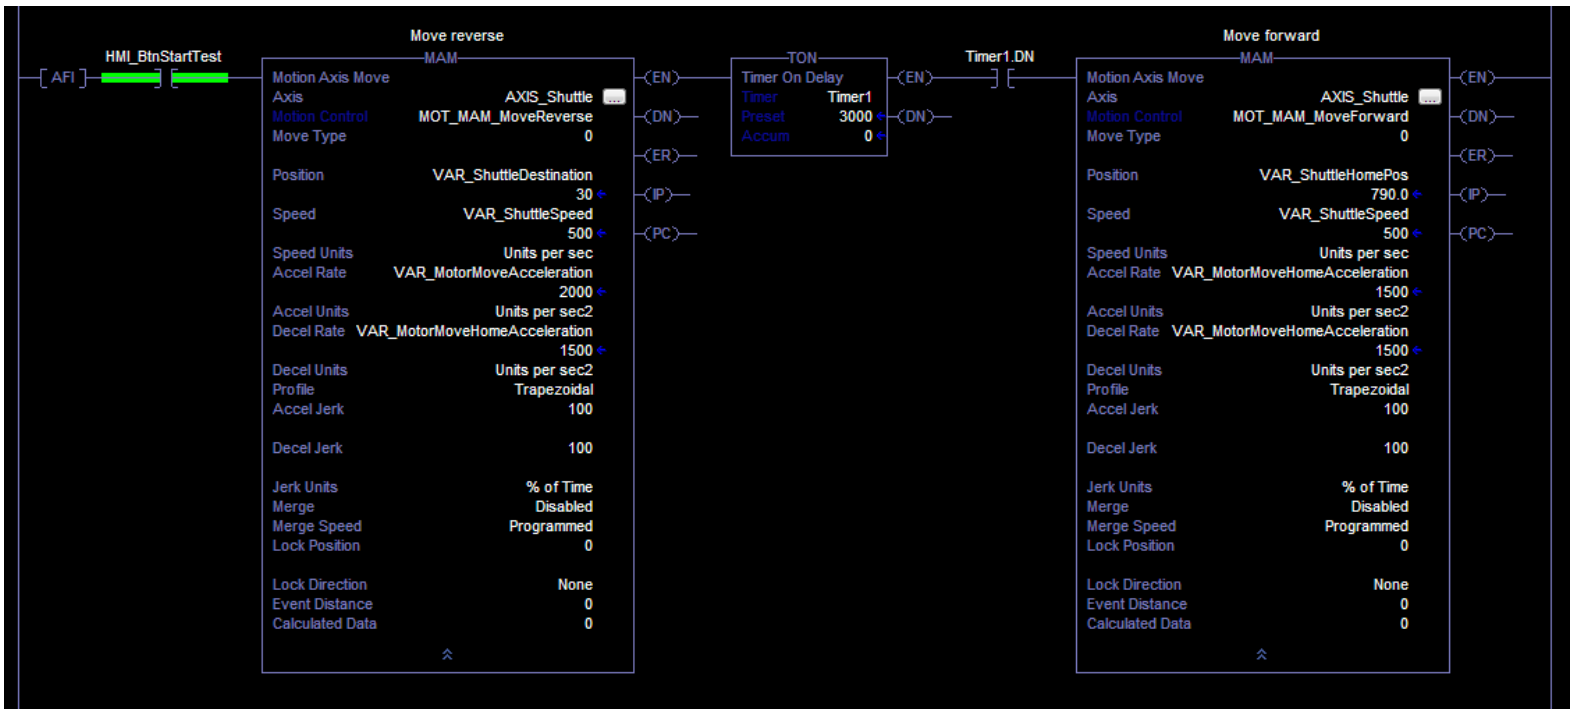 Move reverse
Move forward
HMI_BtnStartTest
MAM
TON
Timer1.DN
MAM
AFI
Motion Axis Move
EN
Timer On Delay
EN
Motion Axis Move
EN
Axis AXIS_Shuttle ...
Timer Timer1
Axis AXIS_Shuttle ...
Motion Control MOT_MAM_MoveReverse
DN
Preset 3000
DN
Motion Control MOT_MAM_MoveForward
DN
Move Type 0
Accum 0
Move Type 0
ER
ER
Position VAR_ShuttleDestination
Position VAR_ShuttleHomePos
30
IP
790.0
IP
Speed VAR_ShuttleSpeed
Speed VAR_ShuttleSpeed
500
PC
500
PC
Speed Units Units per sec
Speed Units Units per sec
Accel Rate VAR_MotorMoveAcceleration
Accel Rate VAR_MotorMoveHomeAcceleration
2000
1500
Accel Units Units per sec2
Accel Units Units per sec2
Decel Rate VAR_MotorMoveHomeAcceleration
Decel Rate VAR_MotorMoveHomeAcceleration
1500
1500
Decel Units Units per sec2
Decel Units Units per sec2
Profile Trapezoidal
Profile Trapezoidal
Accel Jerk 100
Accel Jerk 100
Decel Jerk 100
Decel Jerk 100
Jerk Units % of Time
Jerk Units % of Time
Merge Disabled
Merge Disabled
Merge Speed Programmed
Merge Speed Programmed
Lock Position 0
Lock Position 0
Lock Direction None
Lock Direction None
Event Distance 0
Event Distance 0
Calculated Data 0
Calculated Data 0